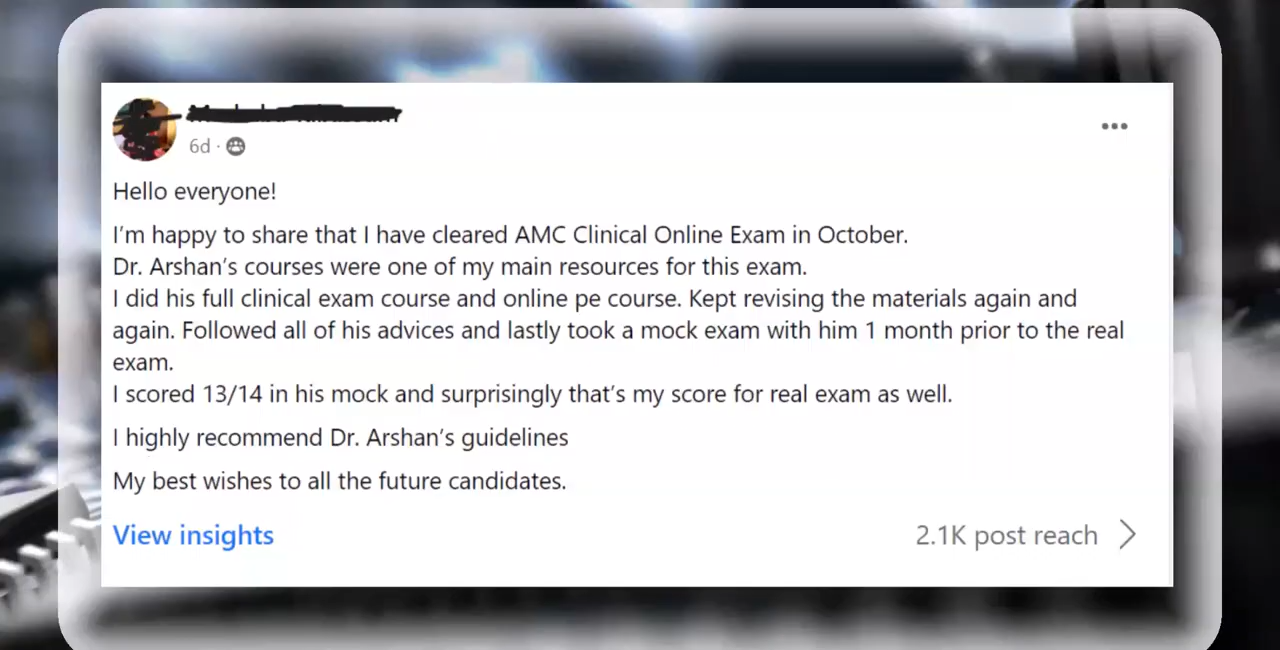 6d ·
Hello everyone!
I'm happy to share that I have cleared AMC Clinical Online Exam in October.
Dr. Arshan's courses were one of my main resources for this exam.
I did his full clinical exam course and online pe course. Kept revising the materials again and
again. Followed all of his advices and lastly took a mock exam with him 1 month prior to the real
exam.
I scored 13/14 in his mock and surprisingly that's my score for real exam as well.
I highly recommend Dr. Arshan's guidelines
My best wishes to all the future candidates.
View insights
2.1K post reach